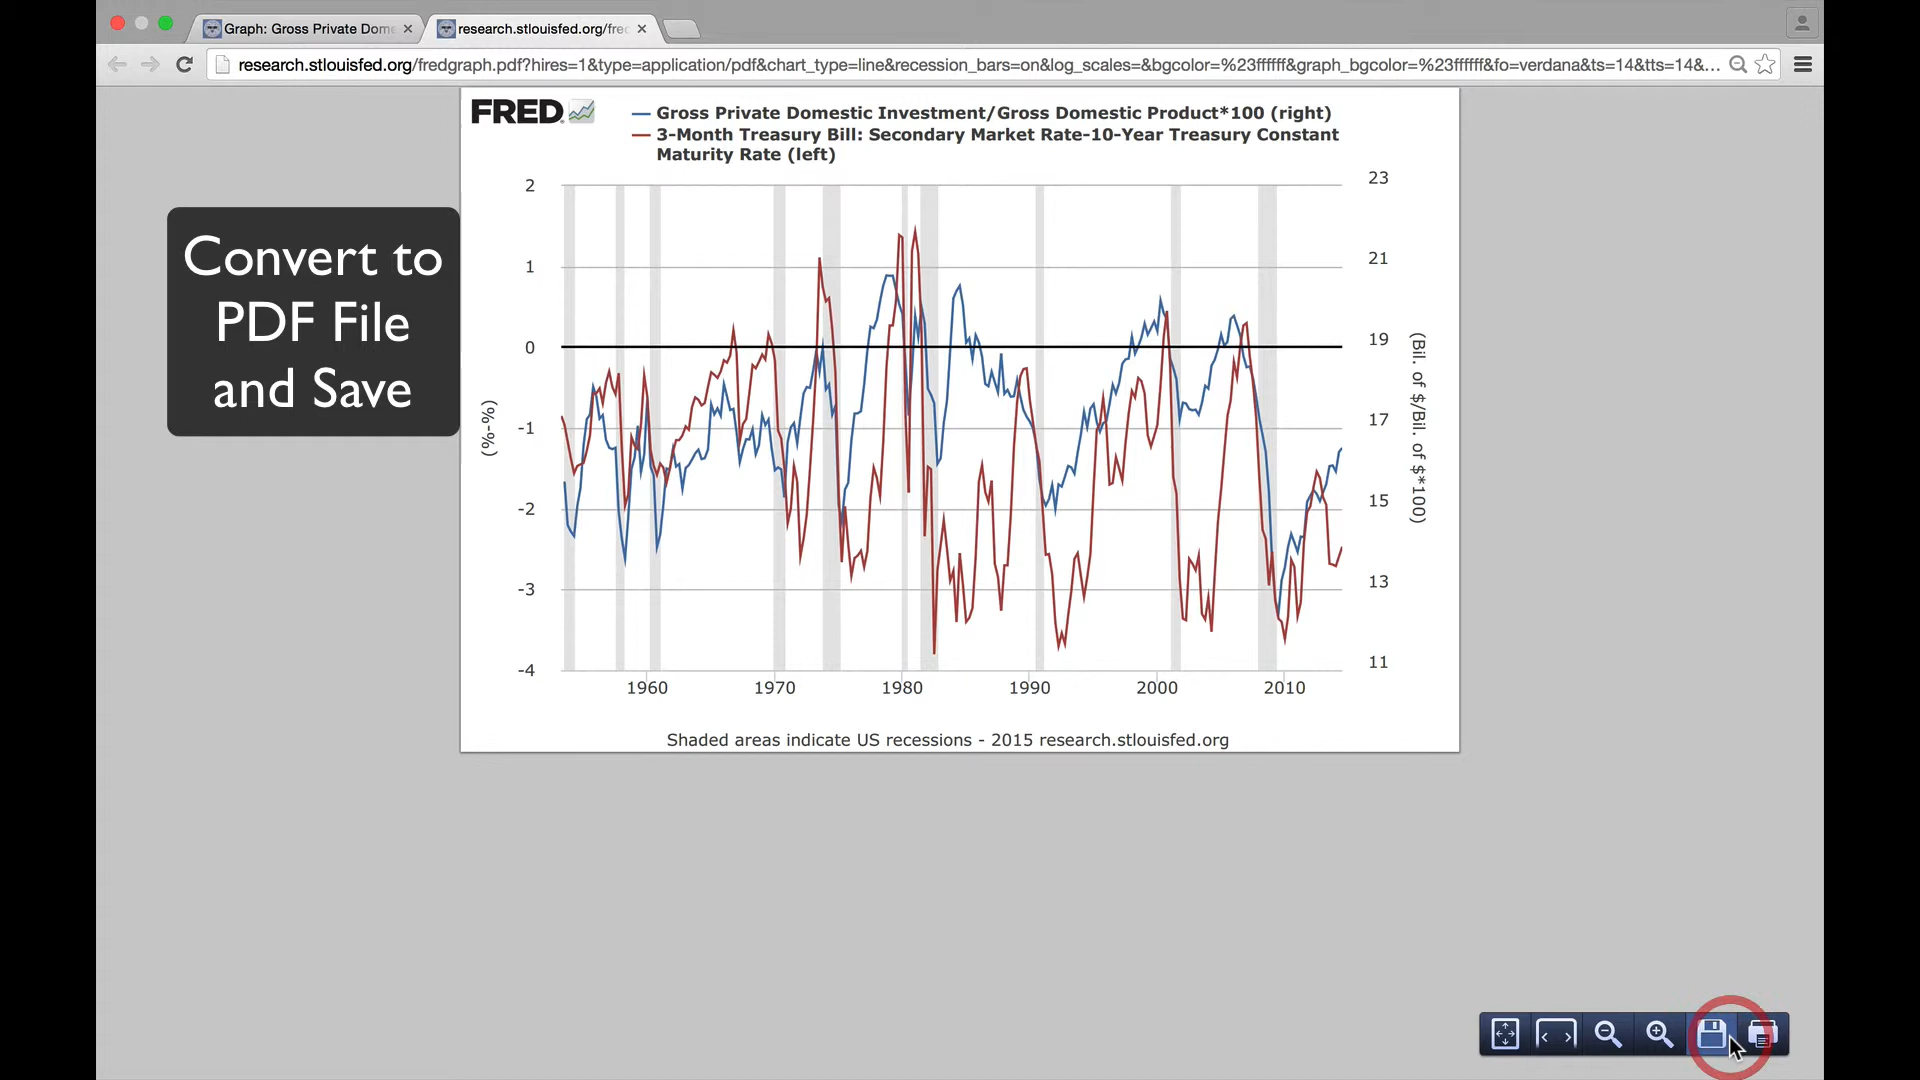 Graph: Gross Private Dome
research.stlouisfed.org/fred
research.stlouisfed.org/fredgraph.pdf?hires=1&type=application/pdf&chart_type=line&recession_bars=on&log_scales=&bgcolor=%23ffffff&graph_bgcolor=%23ffffff&fo=verdana&ts=14&tts=14&...
FRED
Gross Private Domestic Investment/Gross Domestic Product*100 (right)
3-Month Treasury Bill: Secondary Market Rate-10-Year Treasury Constant
Maturity Rate (left)
Convert to
PDF File
and Save
2
1
0
-1
-2
-3
-4
(%-%)
23
21
19
17
15
13
11
(Bil. of $/Bil. of $*100)
1960 1970 1980 1990 2000 2010
Shaded areas indicate US recessions - 2015 research.stlouisfed.org